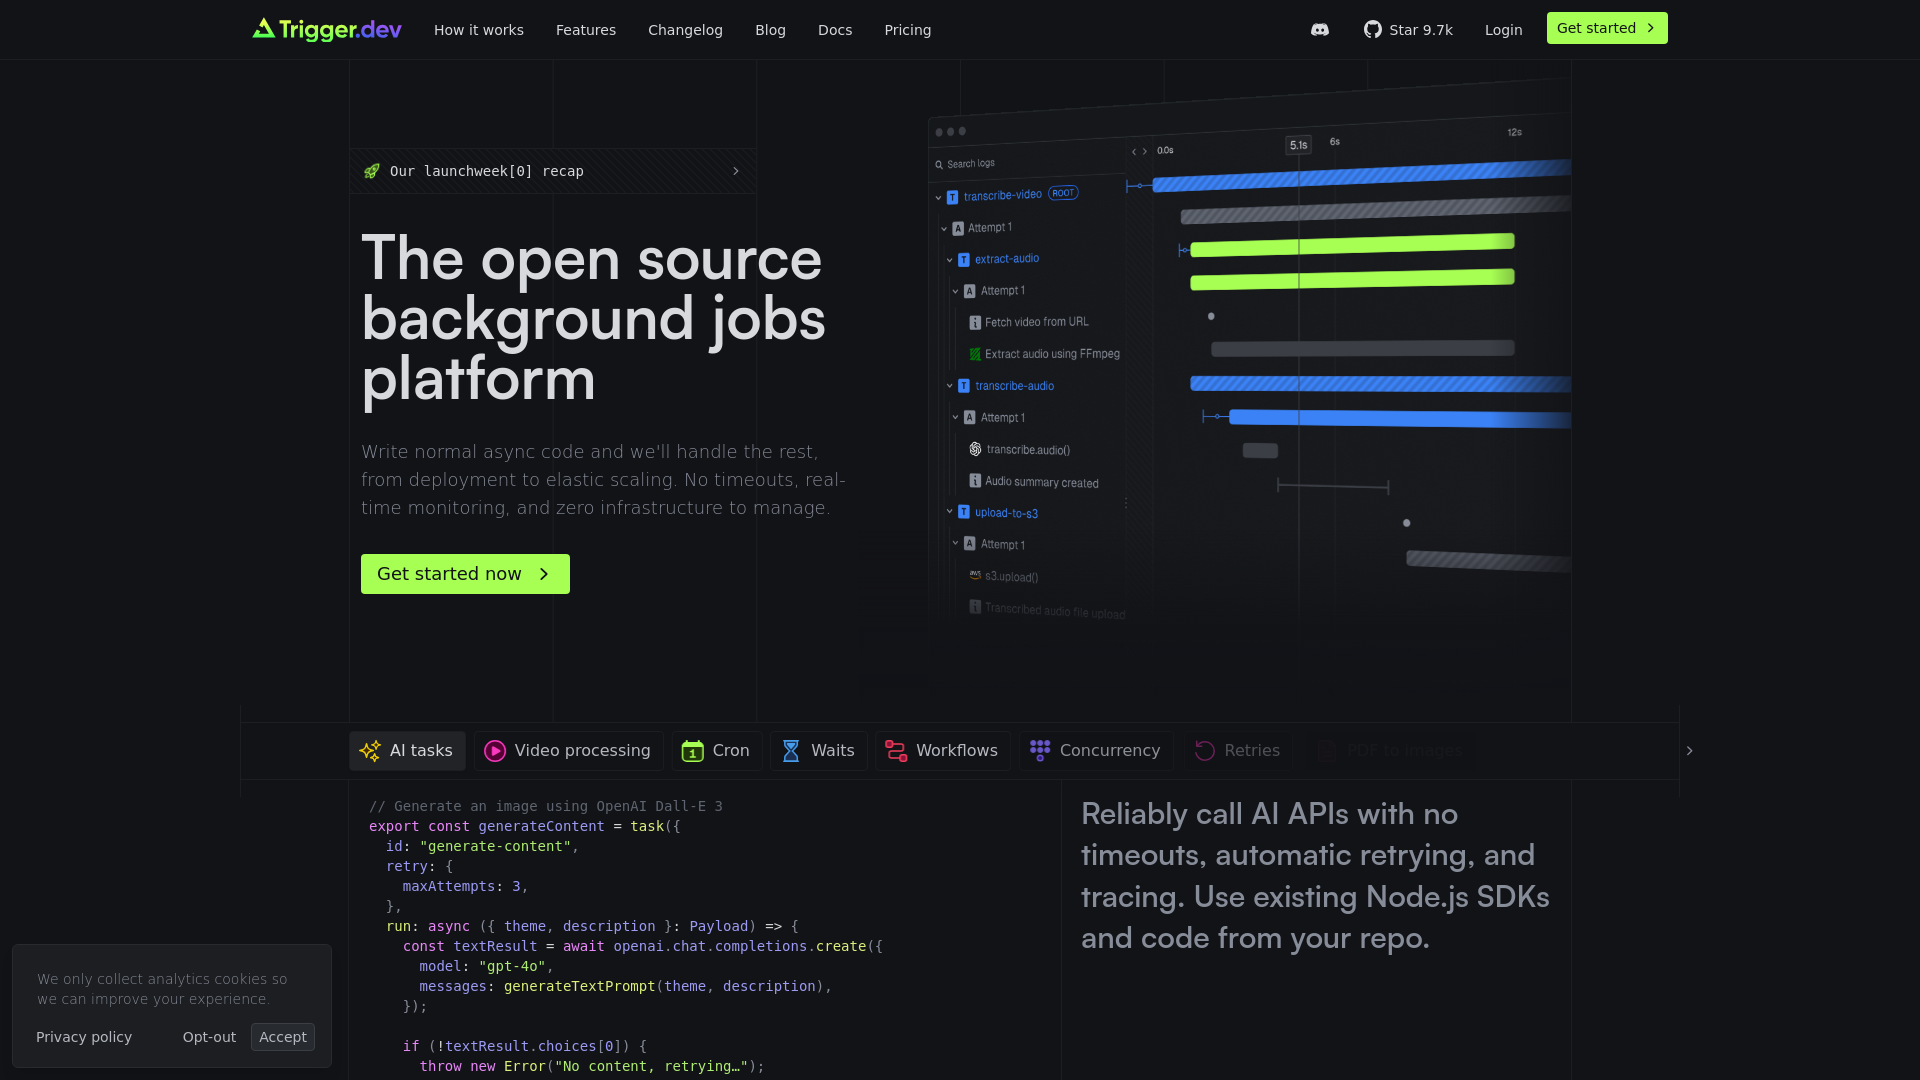 Trigger.dev
How it works
Features
Changelog
Blog
Docs
Pricing
Star 9.7k
Login
Get started
Our launchweek[0] recap
The open source
background jobs
platform
Write normal async code and we'll handle the rest,
from deployment to elastic scaling. No timeouts, real-
time monitoring, and zero infrastructure to manage.
Get started now
Search logs
0.0s
5.1s
6s
12s
T transcribe-video ROOT
A Attempt 1
T extract-audio
A Attempt 1
Fetch video from URL
Extract audio using FFmpeg
T transcribe-audio
A Attempt 1
transcribe.audio()
Audio summary created
T upload-to-s3
A Attempt 1
aws s3.upload()
Transcribed audio file upload
AI tasks
Video processing
1 Cron
Waits
Workflows
Concurrency
Retries
PDF to Images
// Generate an image using OpenAI Dall-E 3
export const generateContent = task({
  id: "generate-content",
  retry: {
    maxAttempts: 3,
  },
  run: async ({ theme, description }: Payload) => {
    const textResult = await openai.chat.completions.create({
      model: "gpt-4o",
      messages: generateTextPrompt(theme, description),
    });
    if (!textResult.choices[0]) {
      throw new Error("No content, retrying…");
Reliably call AI APIs with no
timeouts, automatic retrying, and
tracing. Use existing Node.js SDKs
and code from your repo.
We only collect analytics cookies so
we can improve your experience.
Privacy policy
Opt-out
Accept